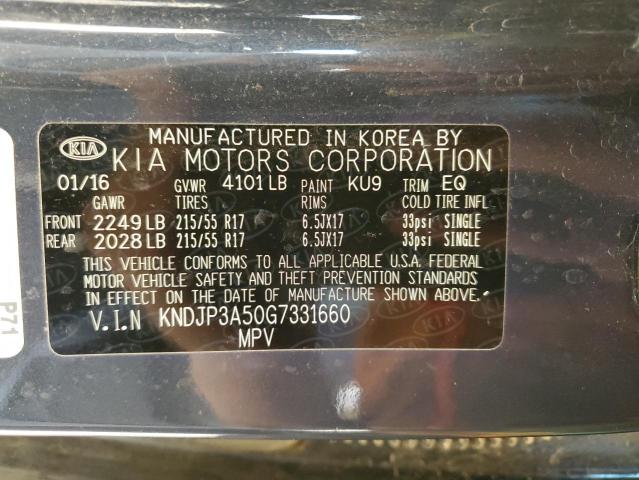 MANUFACTURED IN KOREA BY
KIA KIA MOTORS CORPORATION
01/16 GVWR 4101 LB PAINT KU9 TRIM EQ
GAWR TIRES RIMS COLD TIRE INFL
FRONT 2249 LB 215/55 R17 6.5JX17 33psi SINGLE
REAR 2028 LB 215/55 R17 6.5JX17 33psi SINGLE
THIS VEHICLE CONFORMS TO ALL APPLICABLE U.S.A. FEDERAL
MOTOR VEHICLE SAFETY AND THEFT PREVENTION STANDARDS
IN EFFECT ON THE DATE OF MANUFACTURE SHOWN ABOVE.
V.I.N KNDJP3A50G7331660
MPV
P71